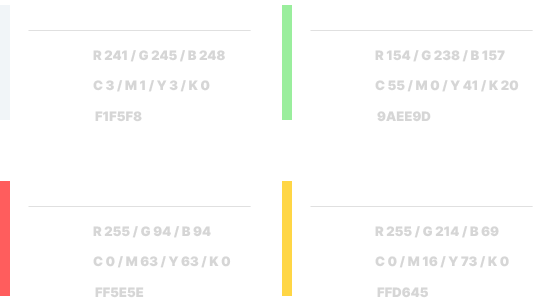 R 241 / G 245 / B 248
C 3 / M 1 / Y 3 / K 0
F1F5F8
R 154 / G 238 / B 157
C 55 / M 0 / Y 41 / K 20
9AEE9D
R 255 / G 94 / B 94
C 0 / M 63 / Y 63 / K 0
FF5E5E
R 255 / G 214 / B 69
C 0 / M 16 / Y 73 / K 0
FFD645